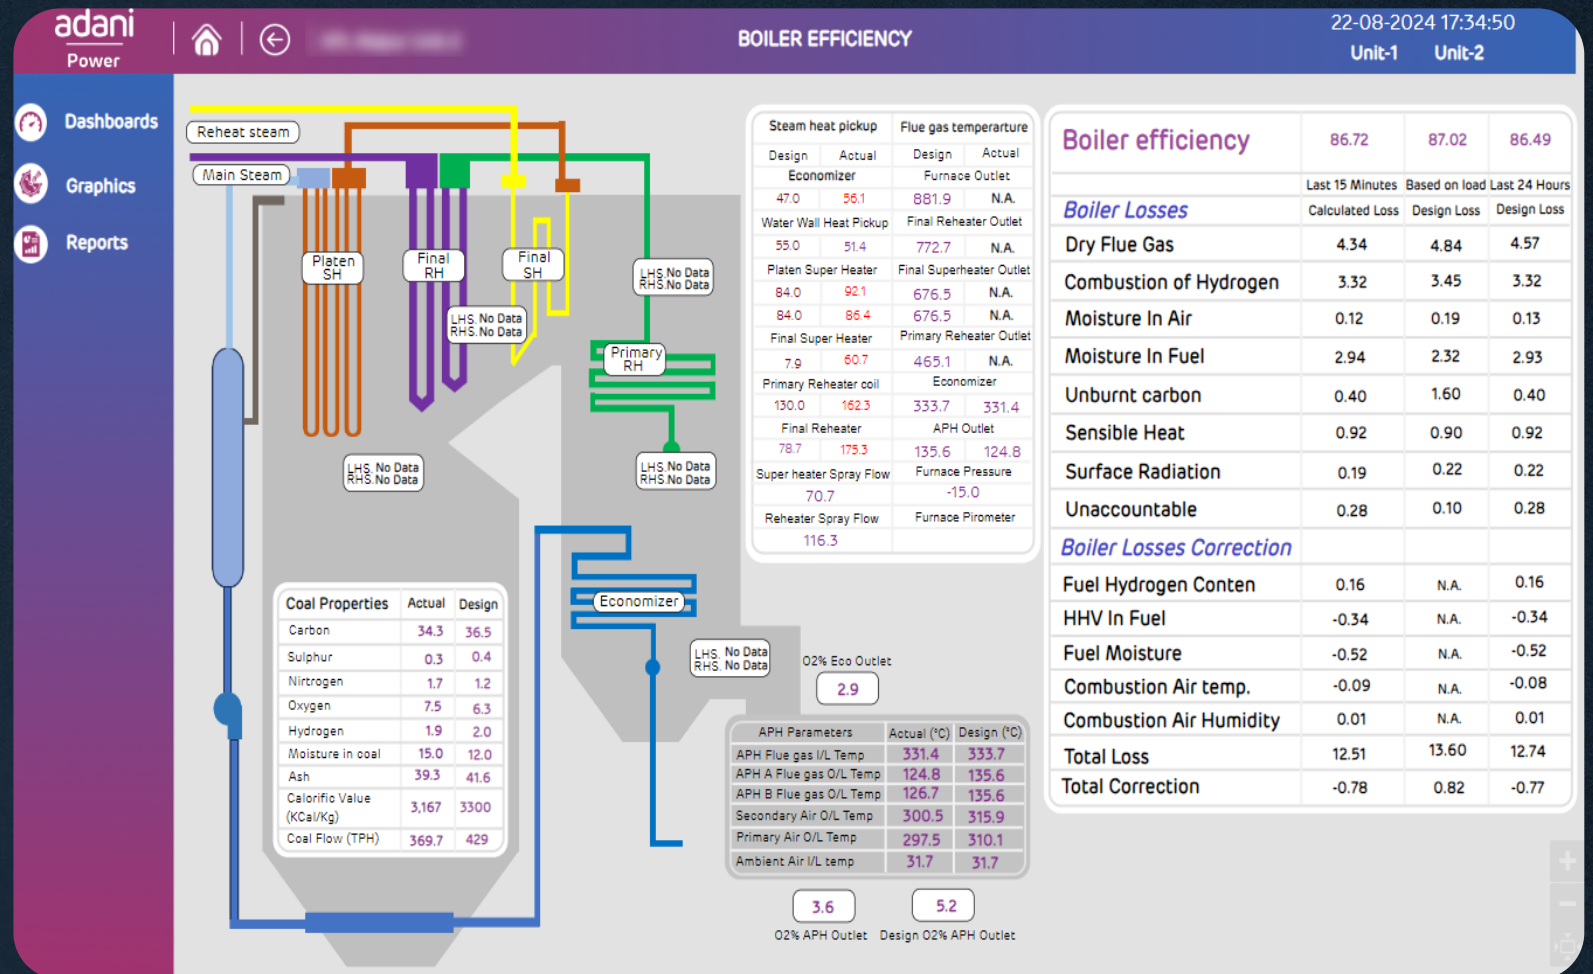 adani
Power
BOILER EFFICIENCY
22-08-2024 17:34:50
Unit-1 Unit-2
Dashboards
Graphics
Reports
Reheat steam
Main Steam
Platen
SH
Final
RH
Final
SH
LHS. No Data
RHS. No Data
LHS. No Data
RHS. No Data
Primary
RH
LHS. No Data
RHS. No Data
LHS. No Data
RHS. No Data
Economizer
LHS. No Data
RHS. No Data
Coal Properties Actual Design
Carbon 34.3 36.5
Sulphur 0.3 0.4
Nirtrogen 1.7 1.2
Oxygen 7.5 6.3
Hydrogen 1.9 2.0
Moisture in coal 15.0 12.0
Ash 39.3 41.6
Calorific Value
(KCal/Kg) 3,167 3300
Coal Flow (TPH) 369.7 429
Steam heat pickup Flue gas temperarture
Design Actual Design Actual
Economizer Furnace Outlet
47.0 56.1 881.9 N.A.
Water Wall Heat Pickup Final Reheater Outlet
55.0 51.4 772.7 N.A.
Platen Super Heater Final Superheater Outlet
84.0 92.1 676.5 N.A.
84.0 86.4 676.5 N.A.
Final Super Heater Primary Reheater Outlet
7.9 60.7 465.1 N.A.
Primary Reheater coil Economizer
130.0 162.3 333.7 331.4
Final Reheater APH Outlet
78.7 175.3 135.6 124.8
Super heater Spray Flow Furnace Pressure
70.7 -15.0
Reheater Spray Flow Furnace Pirometer
116.3
O2% Eco Outlet
2.9
APH Parameters Actual (°C) Design (°C)
APH Flue gas I/L Temp 331.4 333.7
APH A Flue gas O/L Temp 124.8 135.6
APH B Flue gas O/L Temp 126.7 135.6
Secondary Air O/L Temp 300.5 315.9
Primary Air O/L Temp 297.5 310.1
Ambient Air I/L temp 31.7 31.7
3.6 5.2
O2% APH Outlet Design O2% APH Outlet
Boiler efficiency 86.72 87.02 86.49
Last 15 Minutes Based on load Last 24 Hours
Boiler Losses Calculated Loss Design Loss Design Loss
Dry Flue Gas 4.34 4.84 4.57
Combustion of Hydrogen 3.32 3.45 3.32
Moisture In Air 0.12 0.19 0.13
Moisture In Fuel 2.94 2.32 2.93
Unburnt carbon 0.40 1.60 0.40
Sensible Heat 0.92 0.90 0.92
Surface Radiation 0.19 0.22 0.22
Unaccountable 0.28 0.10 0.28
Boiler Losses Correction
Fuel Hydrogen Conten 0.16 N.A. 0.16
HHV In Fuel -0.34 N.A. -0.34
Fuel Moisture -0.52 N.A. -0.52
Combustion Air temp. -0.09 N.A. -0.08
Combustion Air Humidity 0.01 N.A. 0.01
Total Loss 12.51 13.60 12.74
Total Correction -0.78 0.82 -0.77